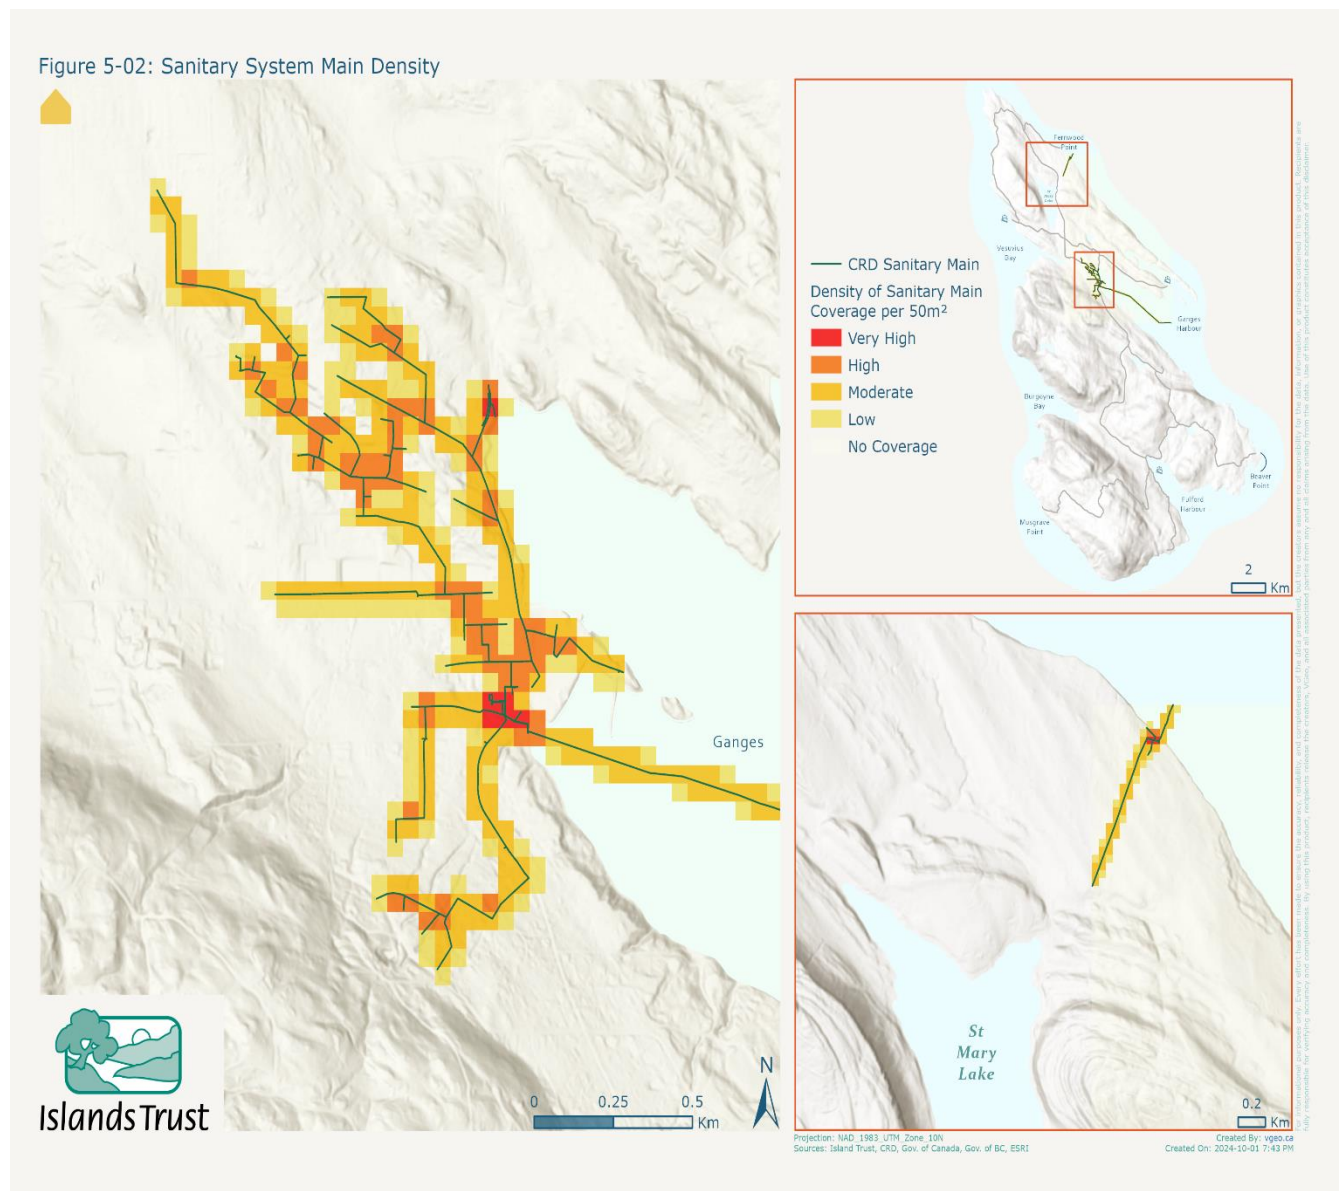 Figure 5-02: Sanitary System Main Density
Ganges
IslandsTrust
0 0.25 0.5
Km
N
CRD Sanitary Main
Density of Sanitary Main
Coverage per 50m²
Very High
High
Moderate
Low
No Coverage
Fernwood
Point
Vesuvius
Bay
Ganges
Harbour
Burgoyne
Bay
Beaver
Point
Fulford
Harbour
Musgrave
Point
2
Km
St
Mary
Lake
0.2
Km
Projection: NAD_1983_UTM_Zone_10N
Sources: Island Trust, CRD, Gov. of Canada, Gov. of BC, ESRI
Created By: vgeo.ca
Created On: 2024-10-01 7:43 PM